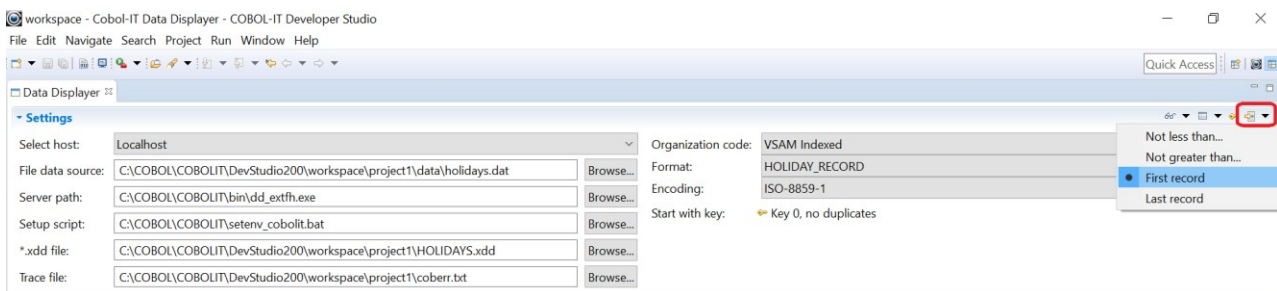 workspace - Cobol-IT Data Displayer - COBOL-IT Developer Studio
File Edit Navigate Search Project Run Window Help
Quick Access
Data Displayer
Settings
Select host: Localhost
File data source: C:\COBOL\COBOLIT\DevStudio200\workspace\project1\data\holidays.dat Browse...
Server path: C:\COBOL\COBOLIT\bin\dd_extfh.exe Browse...
Setup script: C:\COBOL\COBOLIT\setenv_cobolit.bat Browse...
*.xdd file: C:\COBOL\COBOLIT\DevStudio200\workspace\project1\HOLIDAYS.xdd Browse...
Trace file: C:\COBOL\COBOLIT\DevStudio200\workspace\project1\coberr.txt Browse...
Organization code: VSAM Indexed
Format: HOLIDAY_RECORD
Encoding: ISO-8859-1
Start with key: Key 0, no duplicates
Not less than...
Not greater than...
First record
Last record